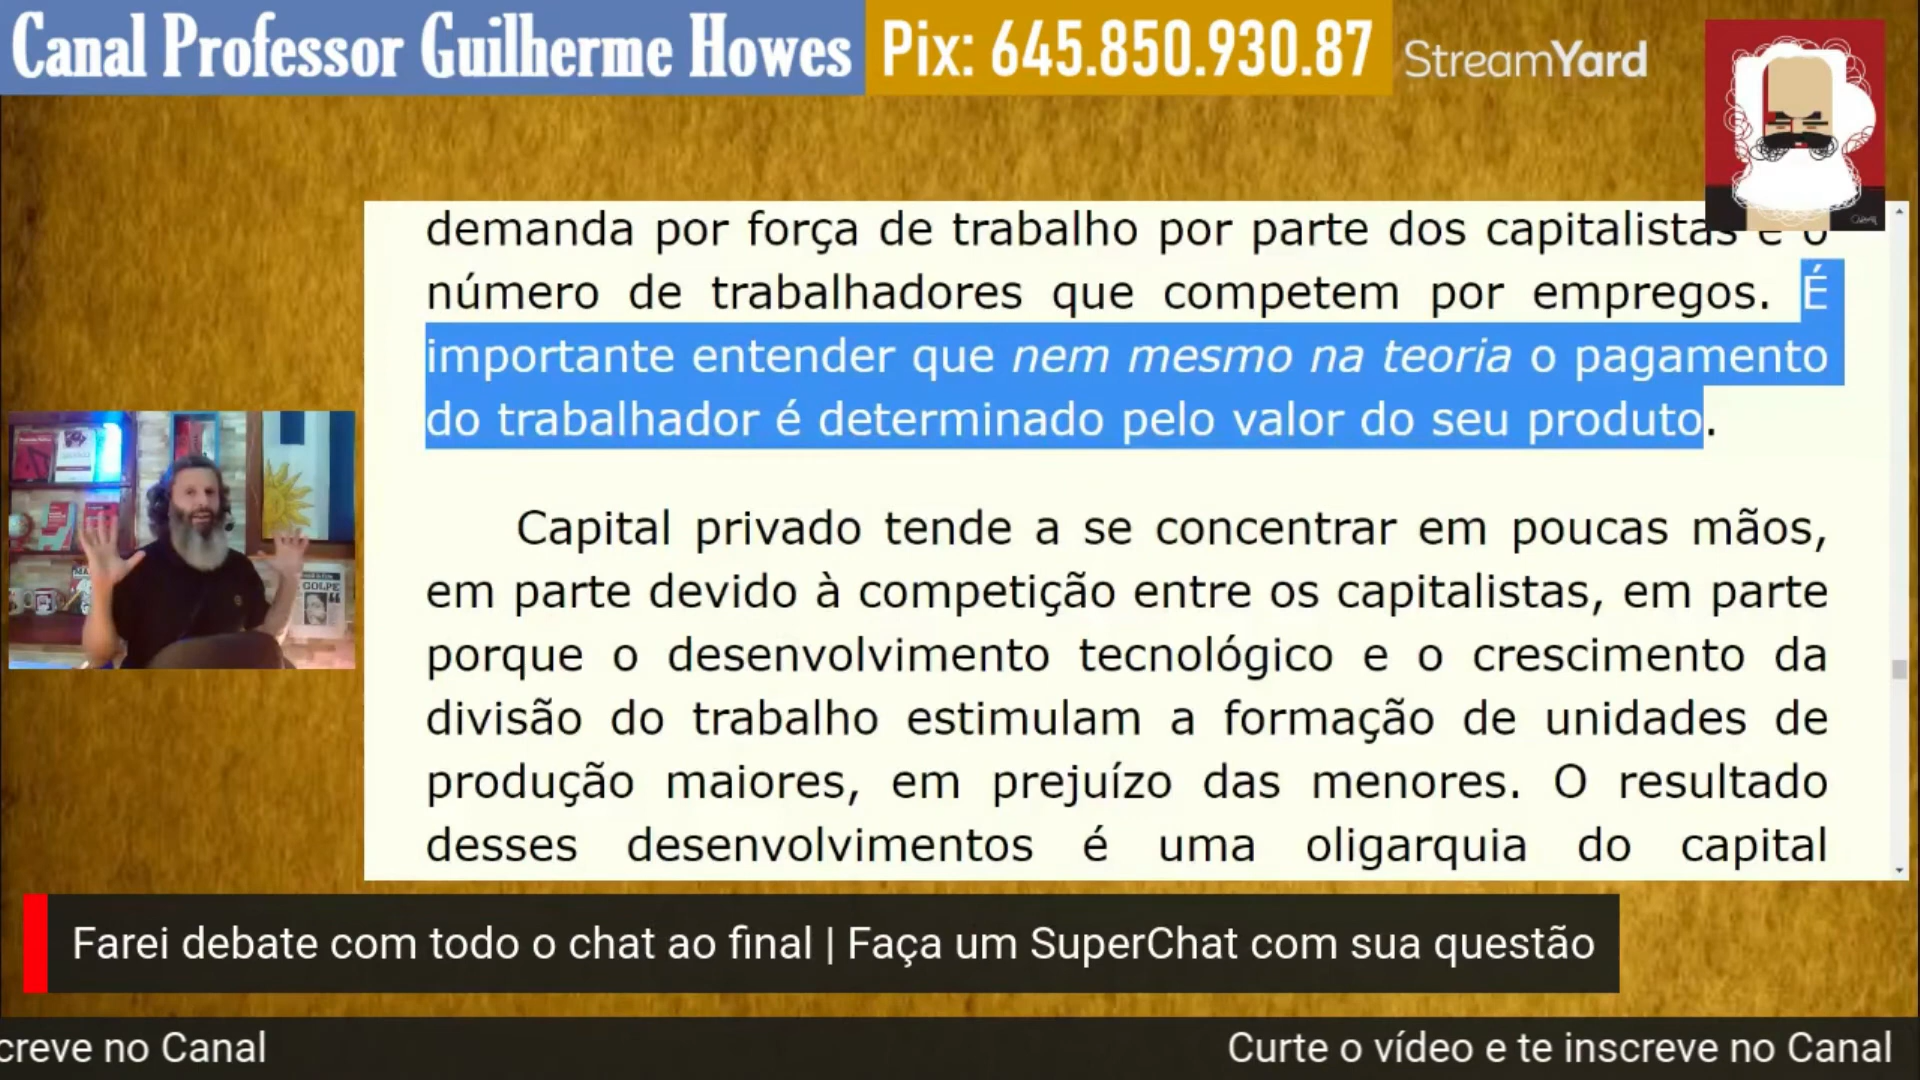 Canal Professor Guilherme Howes
Pix: 645.850.930.87
StreamYard
demanda por força de trabalho por parte dos capitalistas e o
número de trabalhadores que competem por empregos. É
importante entender que nem mesmo na teoria o pagamento
do trabalhador é determinado pelo valor do seu produto.
Capital privado tende a se concentrar em poucas mãos,
em parte devido à competição entre os capitalistas, em parte
porque o desenvolvimento tecnológico e o crescimento da
divisão do trabalho estimulam a formação de unidades de
produção maiores, em prejuízo das menores. O resultado
desses desenvolvimentos é uma oligarquia do capital
GOLPE
Farei debate com todo o chat ao final | Faça um SuperChat com sua questão
creve no Canal
Curte o vídeo e te inscreve no Canal